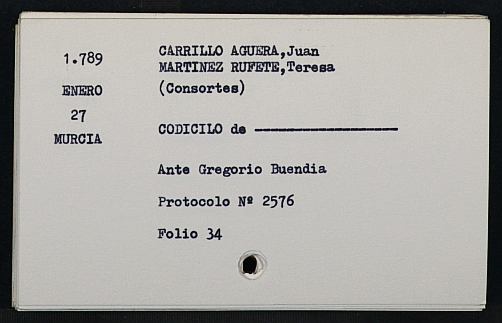 1.789
ENERO
27
MURCIA
CARRILLO AGUERA,Juan
MARTINEZ RUFETE,Teresa
(Consortes)
CODICILO de --------------------
Ante Gregorio Buendia
Protocolo Nº 2576
Folio 34